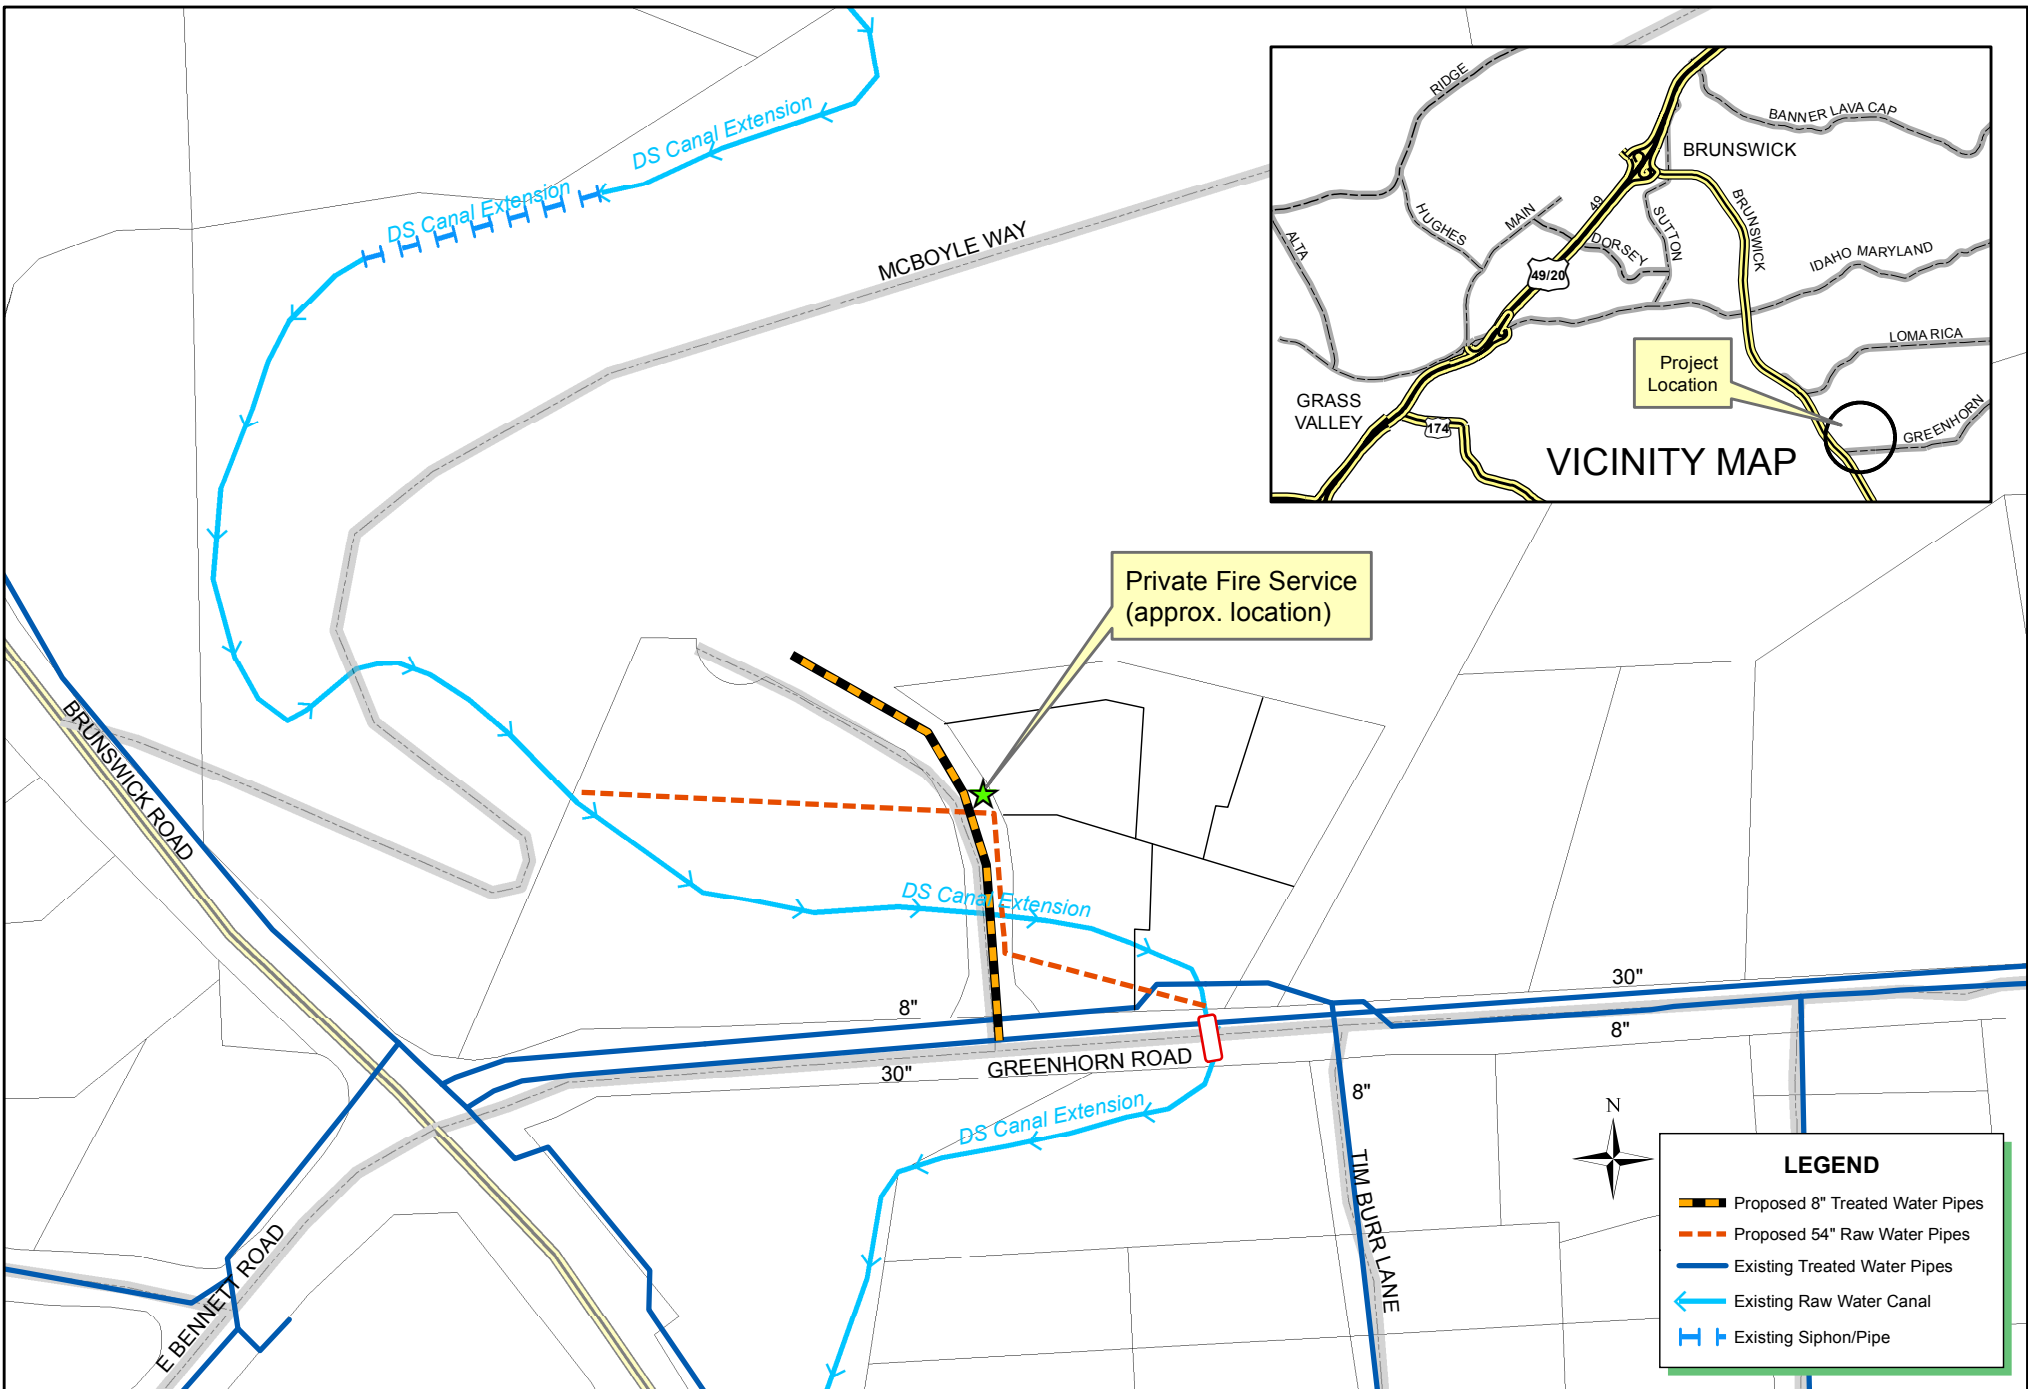 DS Canal Extension
DS Canal Extension
MCBOYLE WAY
RIDGE
BANNER LAVA CAP
BRUNSWICK
HUGHES
MAIN
49
DORSEY
SUTTON
BRUNSWICK
ALTA
IDAHO MARYLAND
49/20
LOMA RICA
Project
Location
GRASS
VALLEY
174
GREENHORN
VICINITY MAP
Private Fire Service
(approx. location)
BRUNSWICK ROAD
DS Canal Extension
30"
8"
8"
30"
GREENHORN ROAD
8"
DS Canal Extension
TIM BURR LANE
E BENNETT ROAD
N
LEGEND
Proposed 8" Treated Water Pipes
Proposed 54" Raw Water Pipes
Existing Treated Water Pipes
Existing Raw Water Canal
Existing Siphon/Pipe